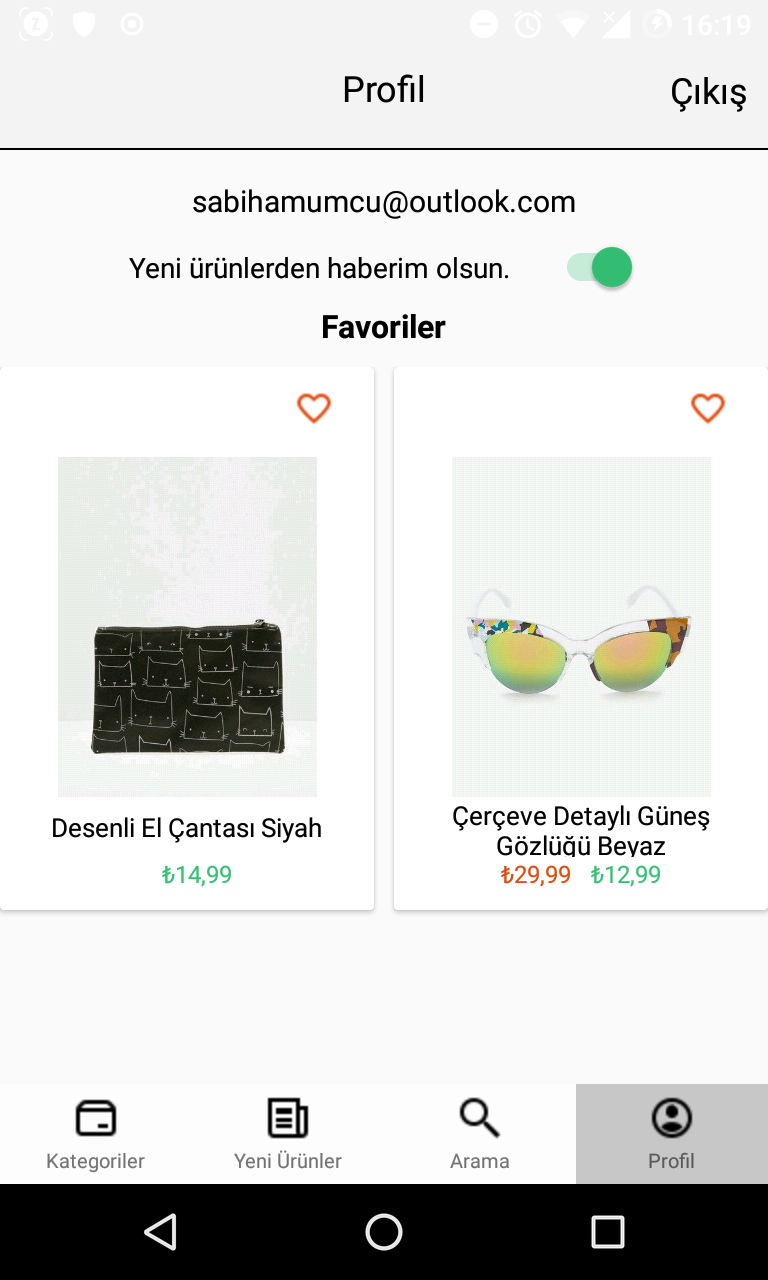 16:19
Profil
Çıkış
sabihamumcu@outlook.com
Yeni ürünlerden haberim olsun.
Favoriler
Desenli El Çantası Siyah
₺14,99
Çerçeve Detaylı Güneş
Gözlüğü Beyaz
₺29,99 ₺12,99
Kategoriler
Yeni Ürünler
Arama
Profil